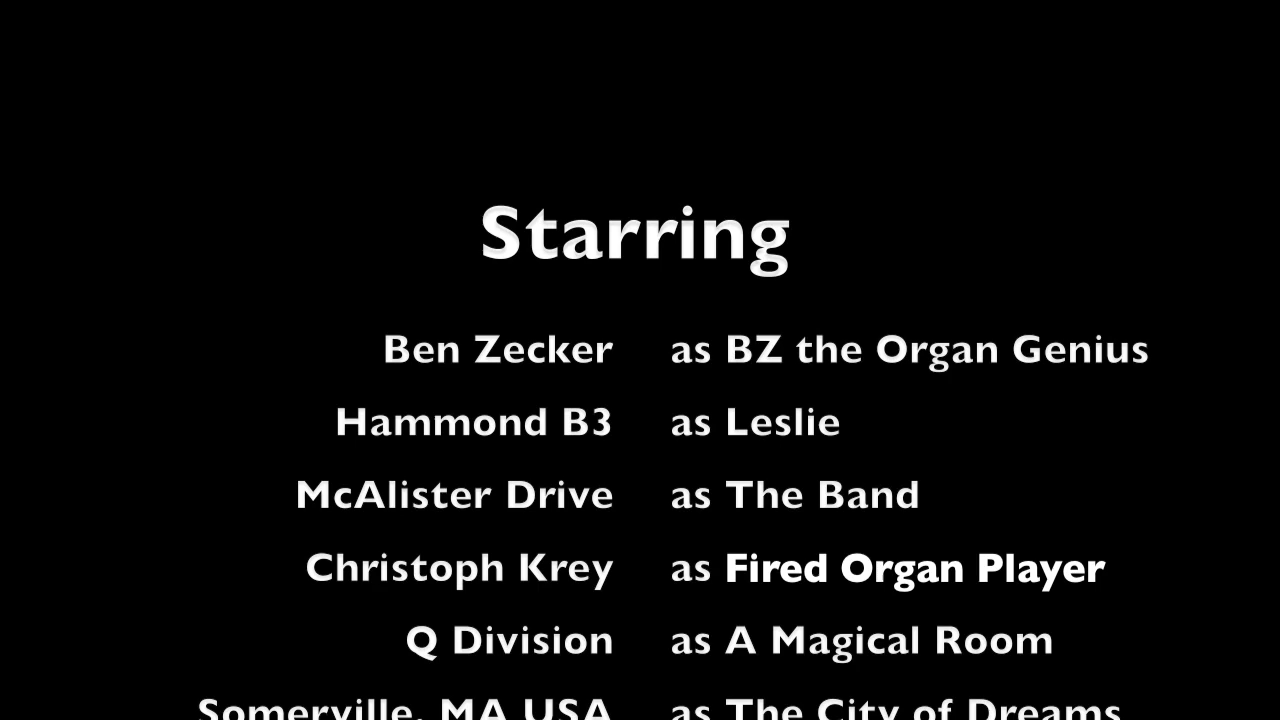 Starring
Ben Zecker as BZ the Organ Genius
Hammond B3 as Leslie
McAlister Drive as The Band
Christoph Krey as Fired Organ Player
Q Division as A Magical Room
Somerville, MA USA as The City of Dreams